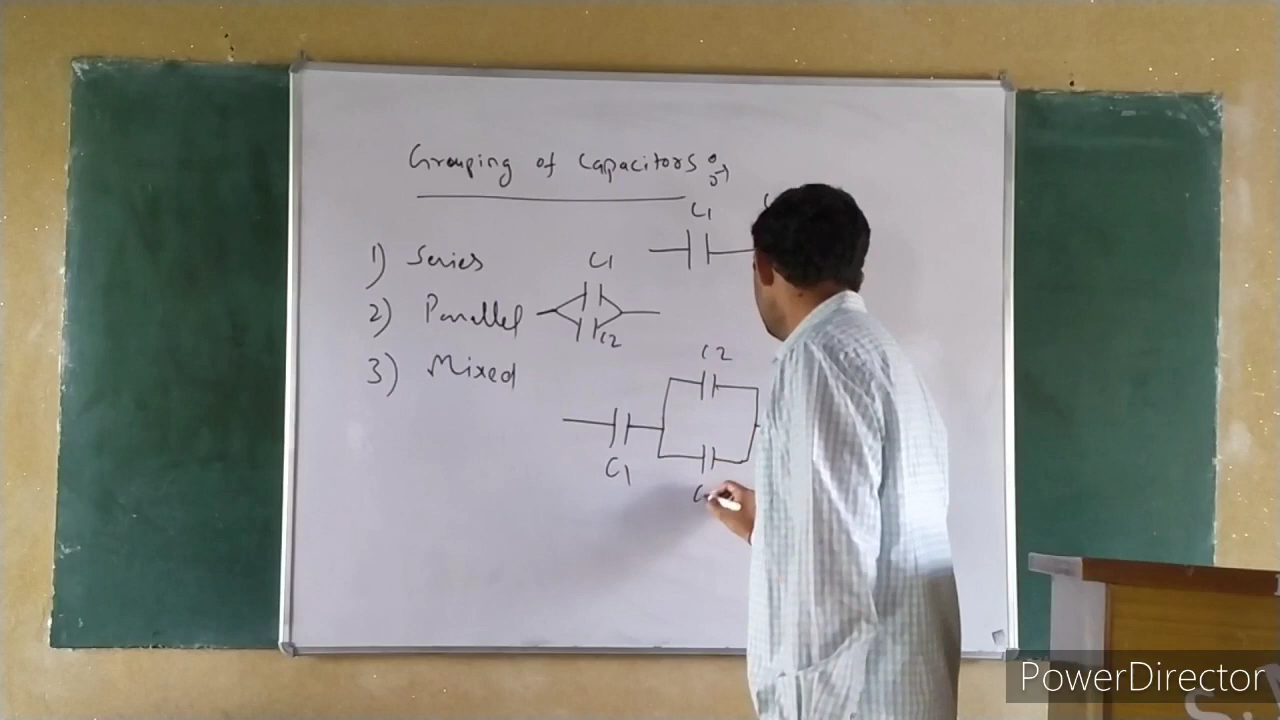 Grouping of Capacitors :→
C1
1) Series
C1
2) Parallel
C2
3) Mixed
C2
C1
PowerDirector